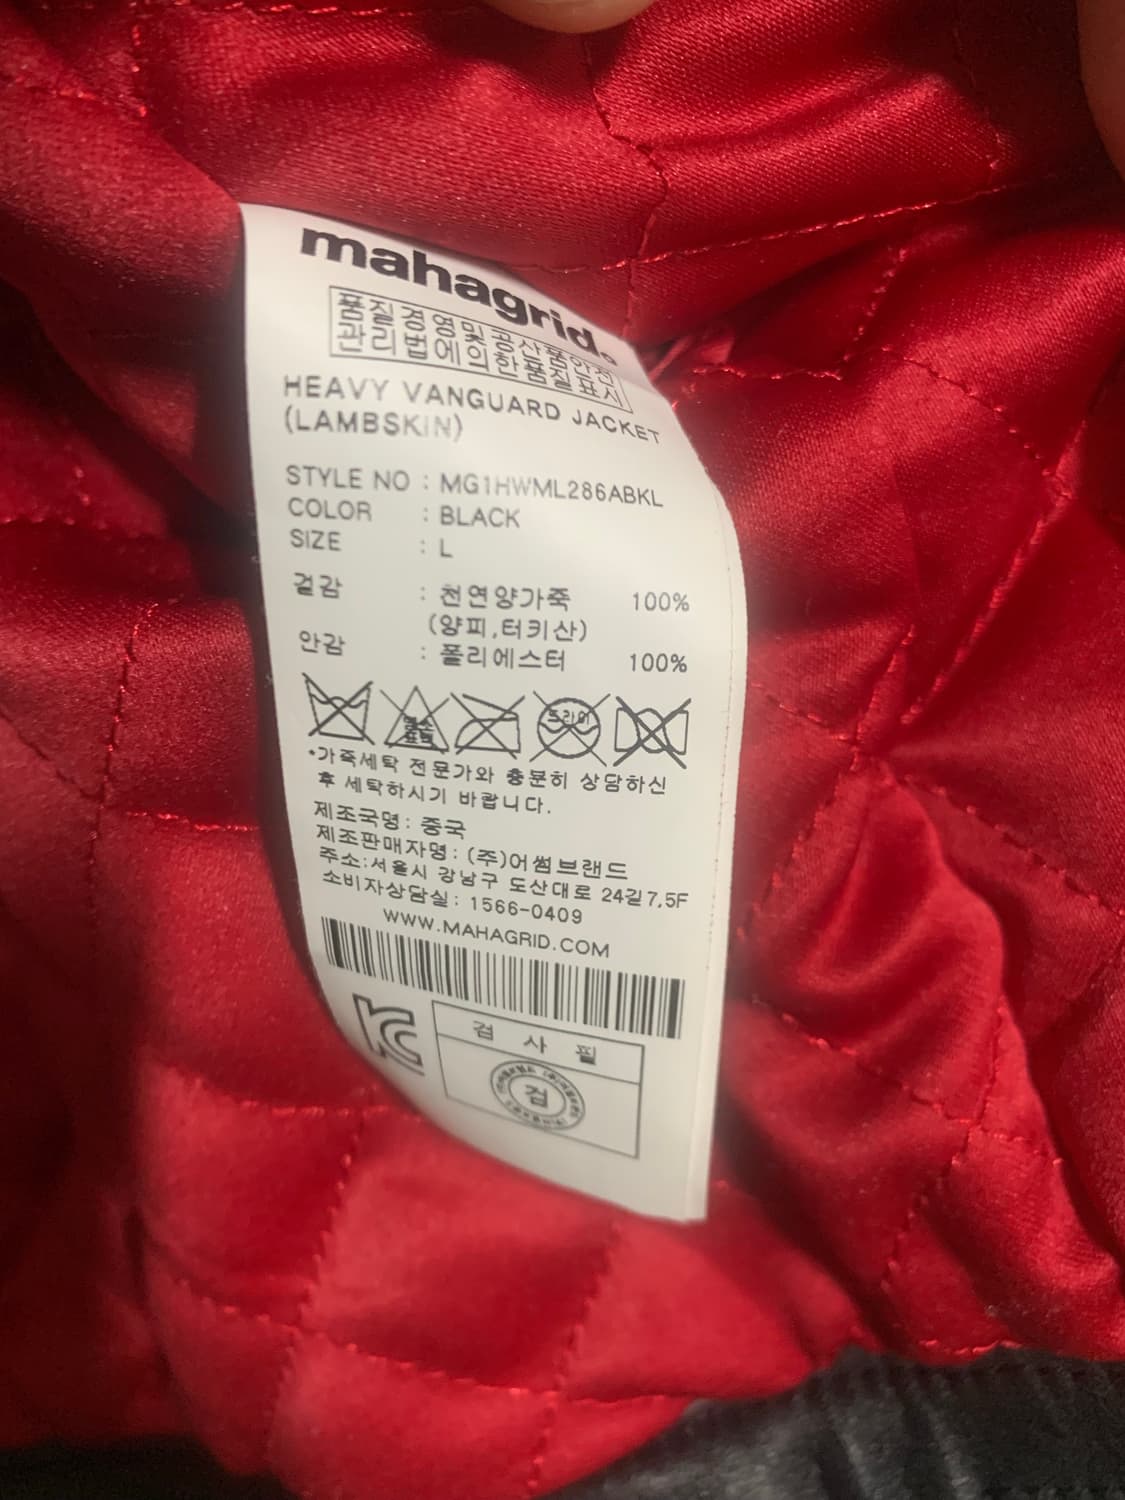 mahagrid.
품질경영및공산품안전
관리법에의한품질표시
HEAVY VANGUARD JACKET
(LAMBSKIN)
STYLE NO : MG1HWML286ABKL
COLOR : BLACK
SIZE : L
겉감 : 천연양가죽 100%
(양피,터키산)
안감 : 폴리에스터 100%
염소
표백
드라이
*가죽세탁 전문가와 충분히 상담하신
후 세탁하시기 바랍니다.
제조국명: 중국
제조판매자명: (주)어썸브랜드
주소:서울시 강남구 도산대로 24길7,5F
소비자상담실: 1566-0409
WWW.MAHAGRID.COM
KC
검 사 필
검